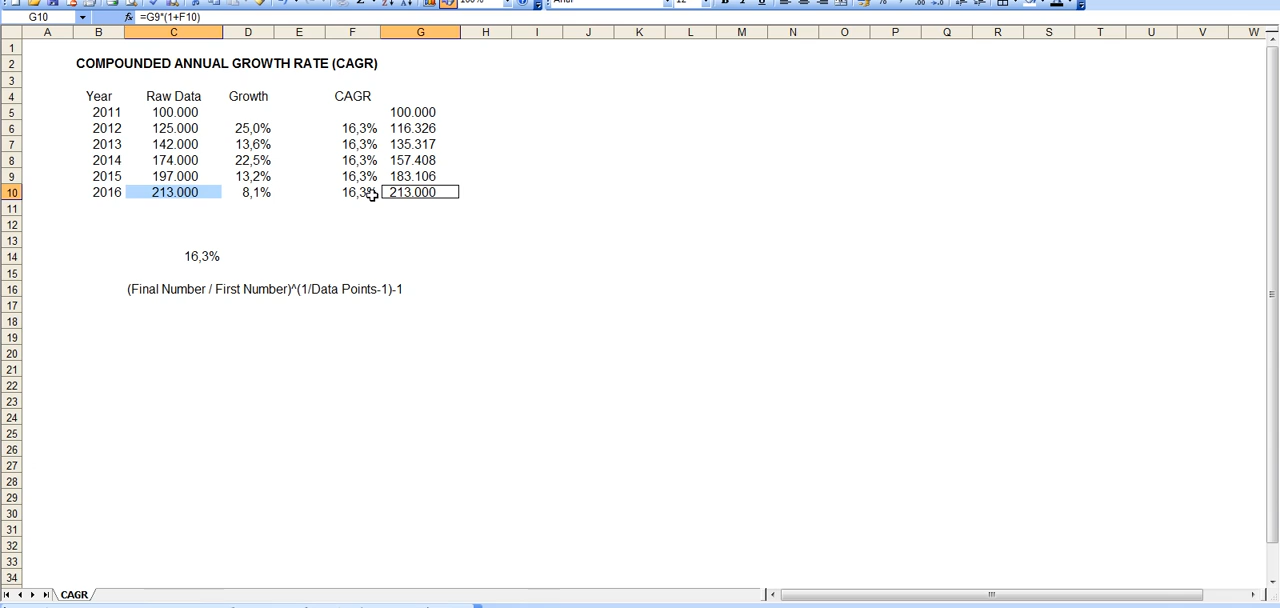 G10 fx =G9*(1+F10)
A B C D E F G H I J K L M N O P Q R S T U V W
1
2 COMPOUNDED ANNUAL GROWTH RATE (CAGR)
3
4 Year Raw Data Growth CAGR
5 2011 100.000 100.000
6 2012 125.000 25,0% 16,3% 116.326
7 2013 142.000 13,6% 16,3% 135.317
8 2014 174.000 22,5% 16,3% 157.408
9 2015 197.000 13,2% 16,3% 183.106
10 2016 213.000 8,1% 16,3% 213.000
11
12
13
14 16,3%
15
16 (Final Number / First Number)^(1/Data Points-1)-1
17
18
19
20
21
22
23
24
25
26
27
28
29
30
31
32
33
34
CAGR